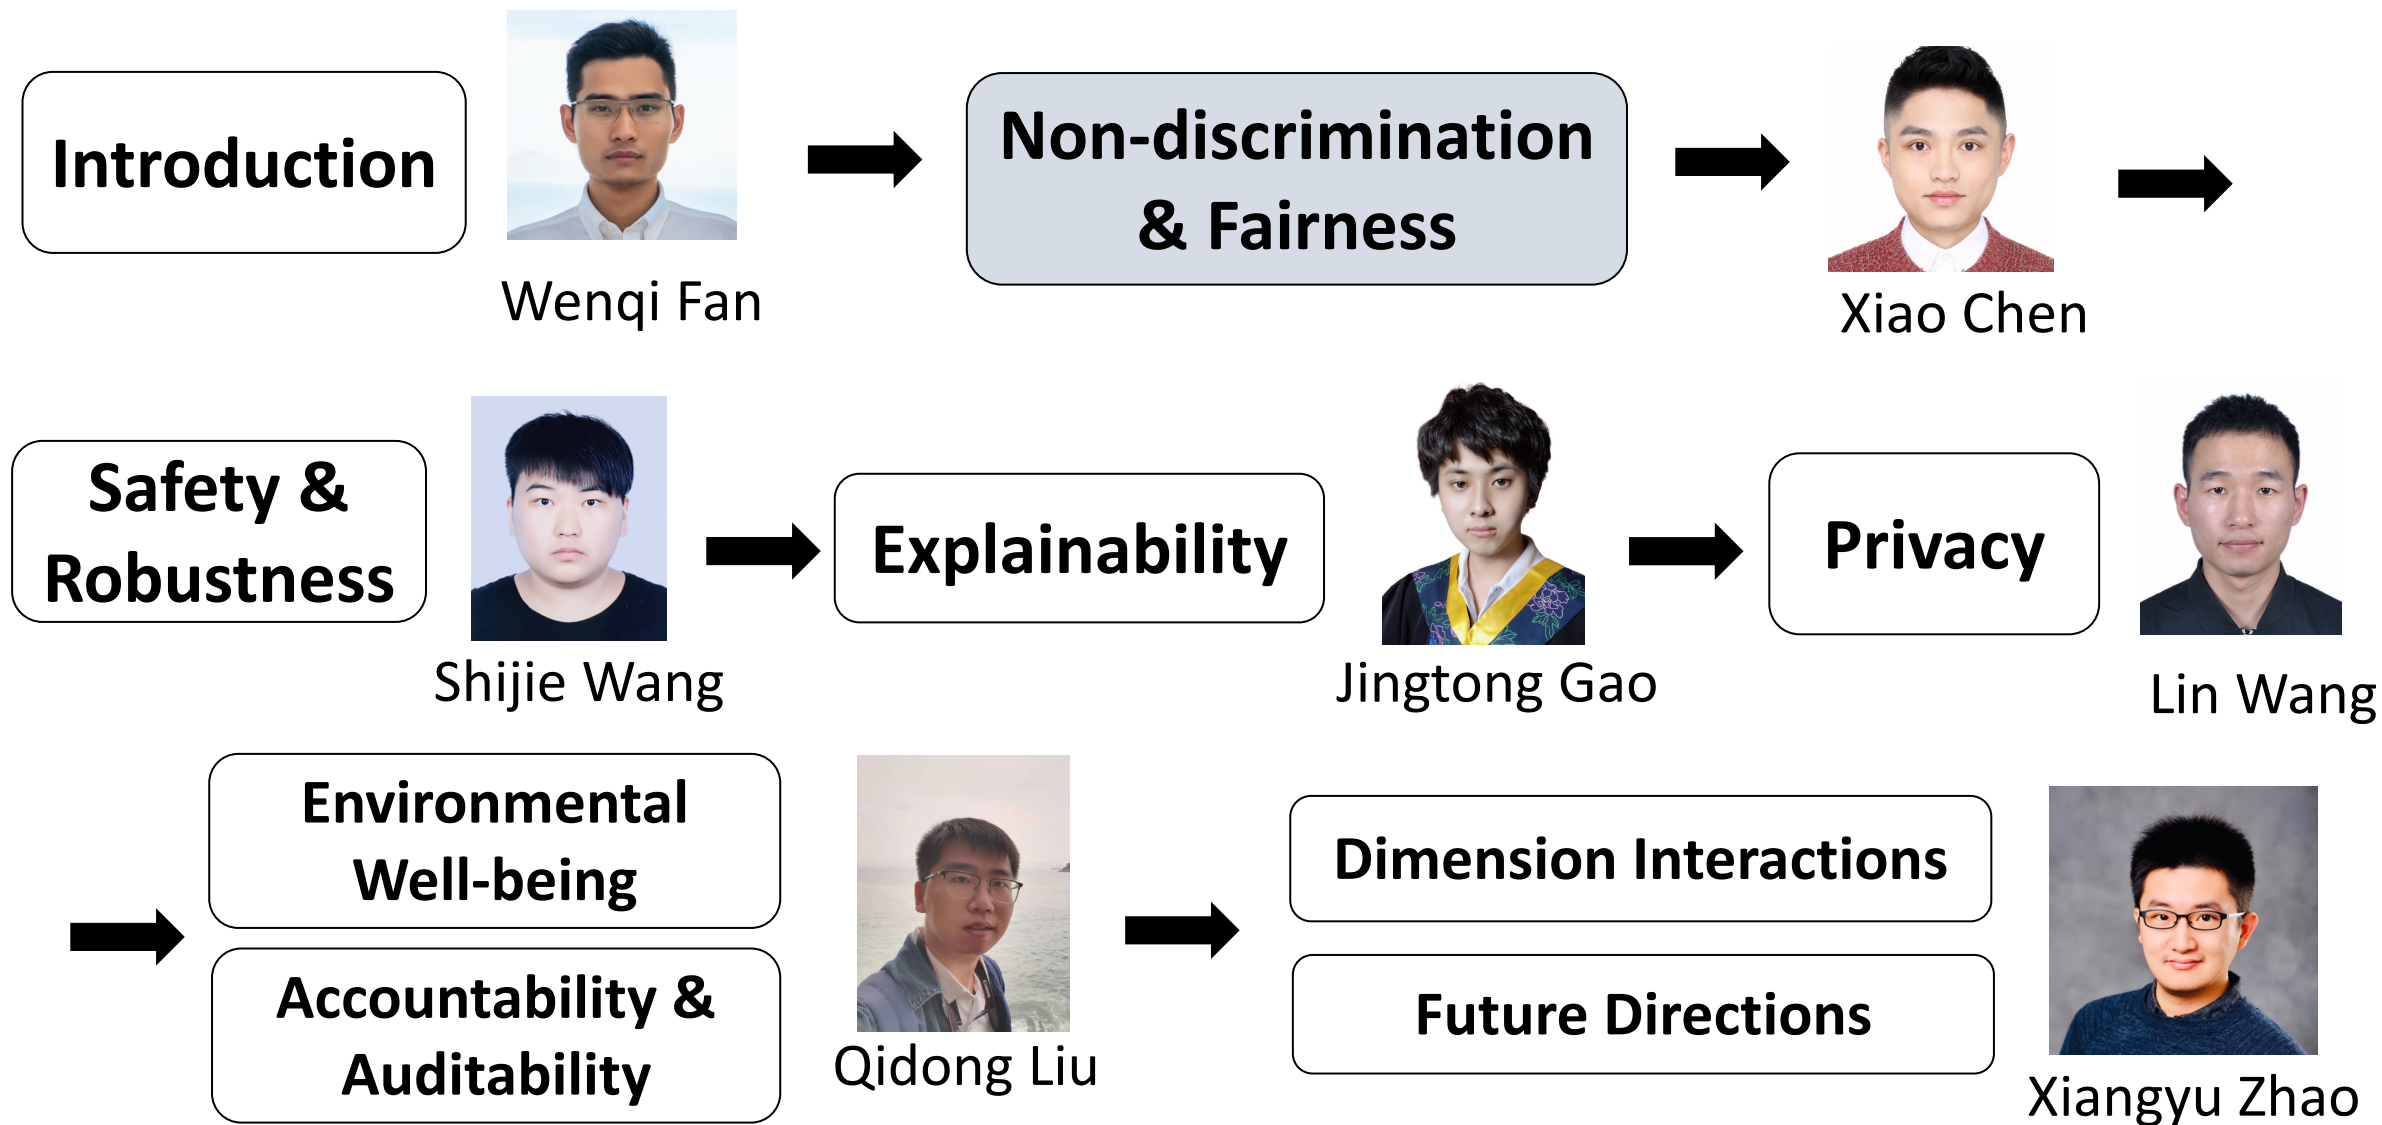 Introduction
Wenqi Fan
Non-discrimination
& Fairness
Xiao Chen
Safety &
Robustness
Shijie Wang
Explainability
Jingtong Gao
Privacy
Lin Wang
Environmental
Well-being
Accountability &
Auditability
Qidong Liu
Dimension Interactions
Future Directions
Xiangyu Zhao